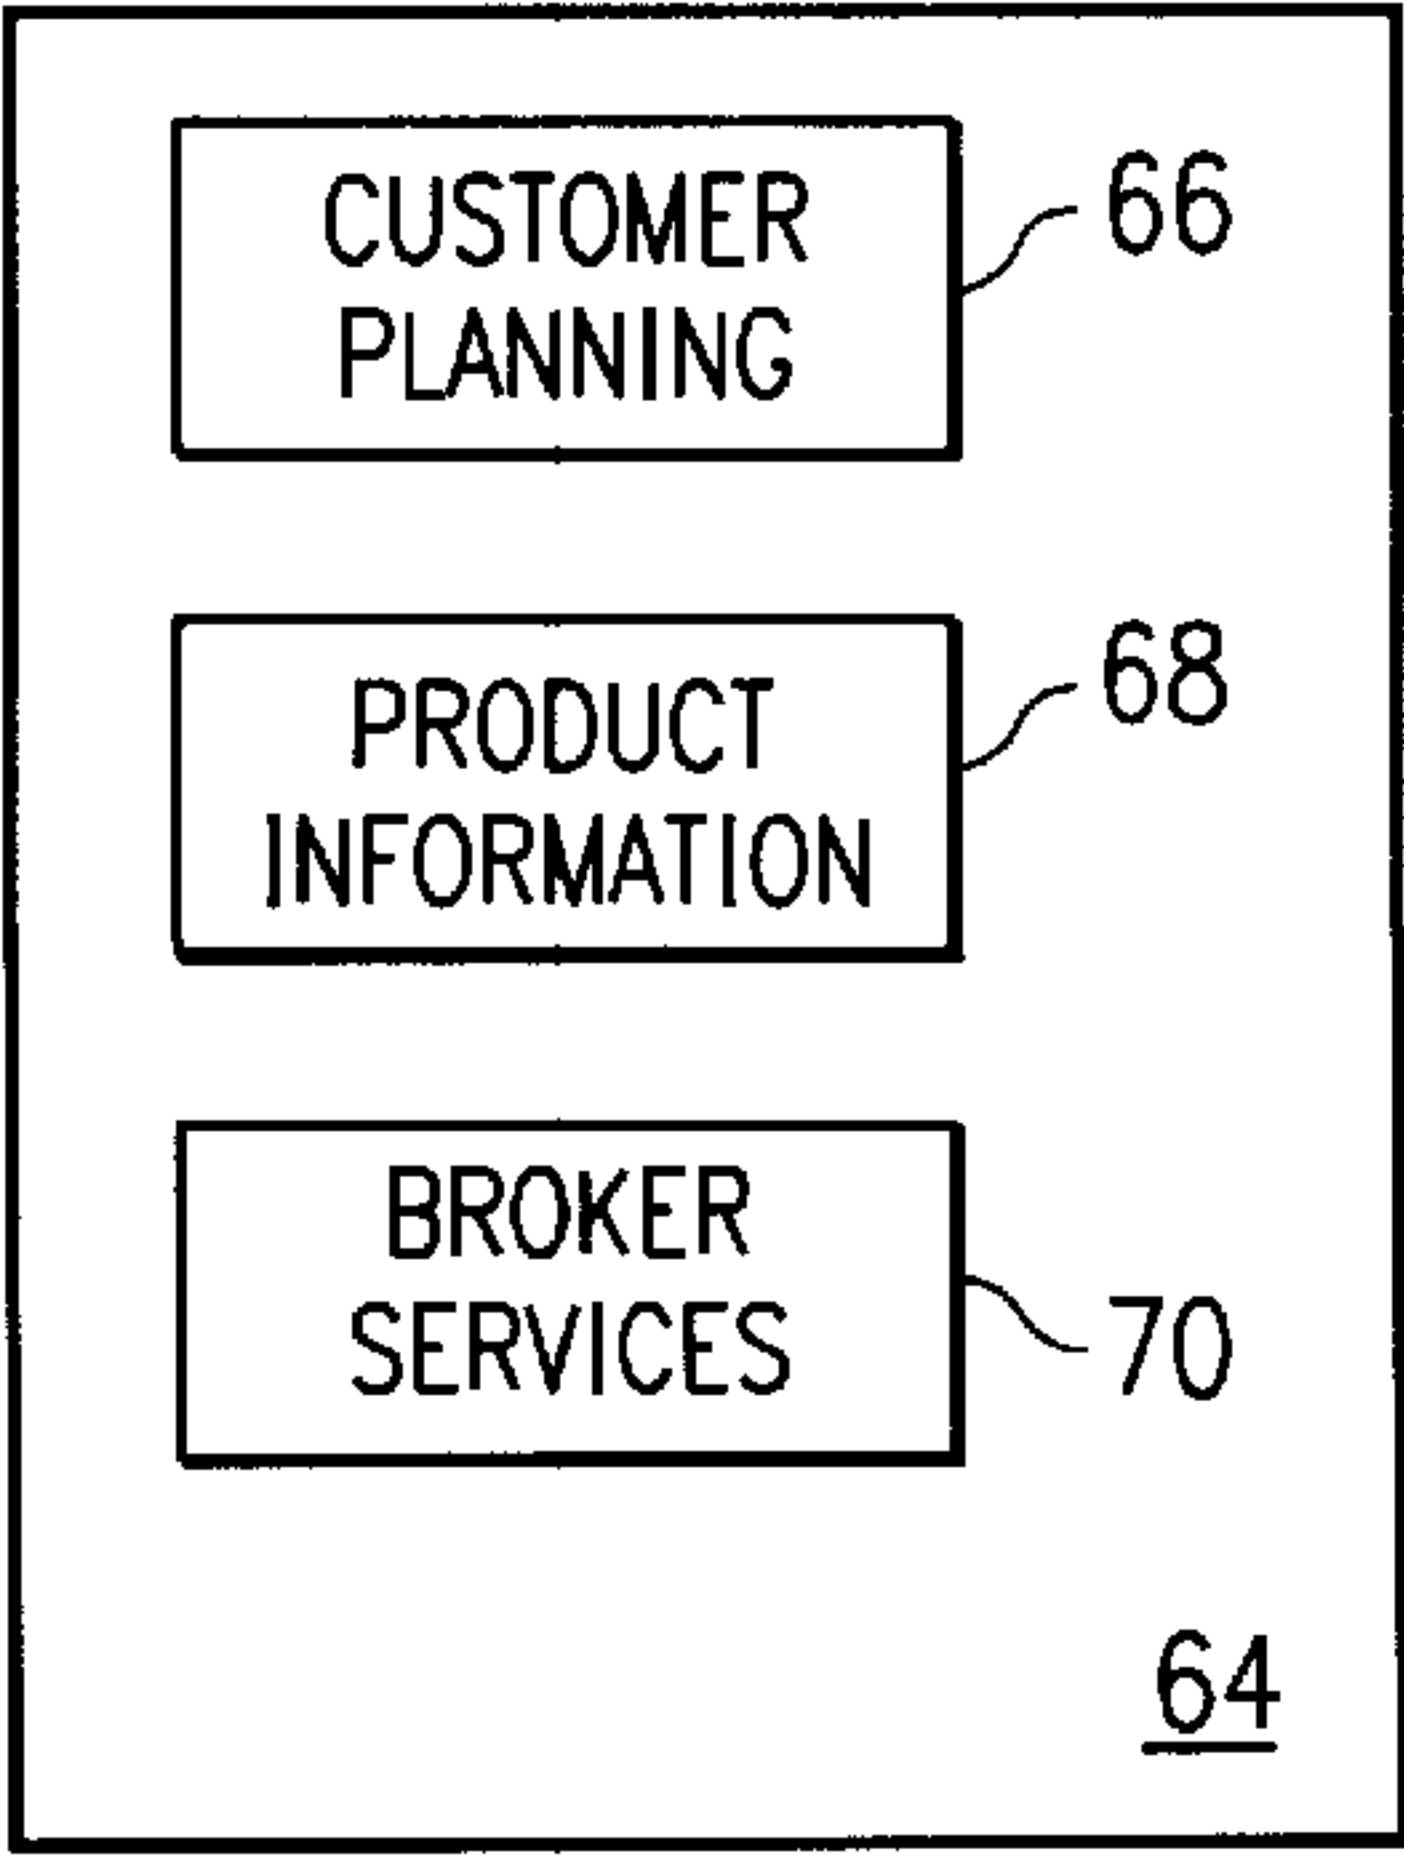 CUSTOMER
PLANNING
66
PRODUCT
INFORMATION
68
BROKER
SERVICES
70
64